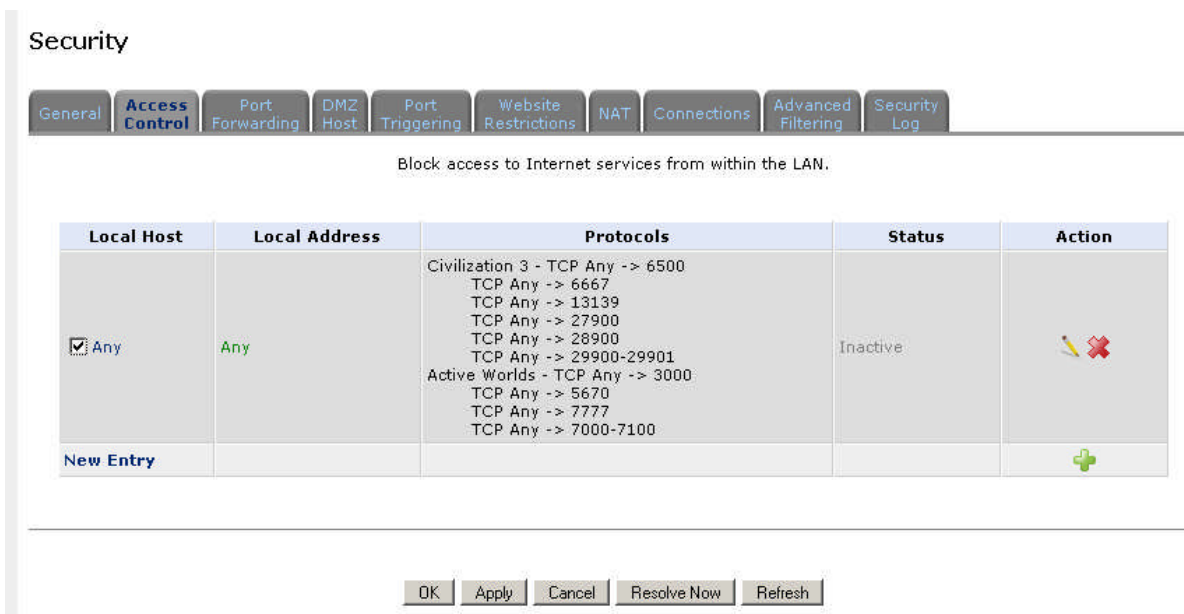 Security
General
Access Control
Port Forwarding
DMZ Host
Port Triggering
Website Restrictions
NAT
Connections
Advanced Filtering
Security Log
Block access to Internet services from within the LAN.
Local Host Local Address Protocols Status Action
Civilization 3 - TCP Any -> 6500
TCP Any -> 6667
TCP Any -> 13139
TCP Any -> 27900
TCP Any -> 28900
TCP Any -> 29900-29901
Any Any Inactive
Active Worlds - TCP Any -> 3000
TCP Any -> 5670
TCP Any -> 7777
TCP Any -> 7000-7100
New Entry
OK Apply Cancel Resolve Now Refresh